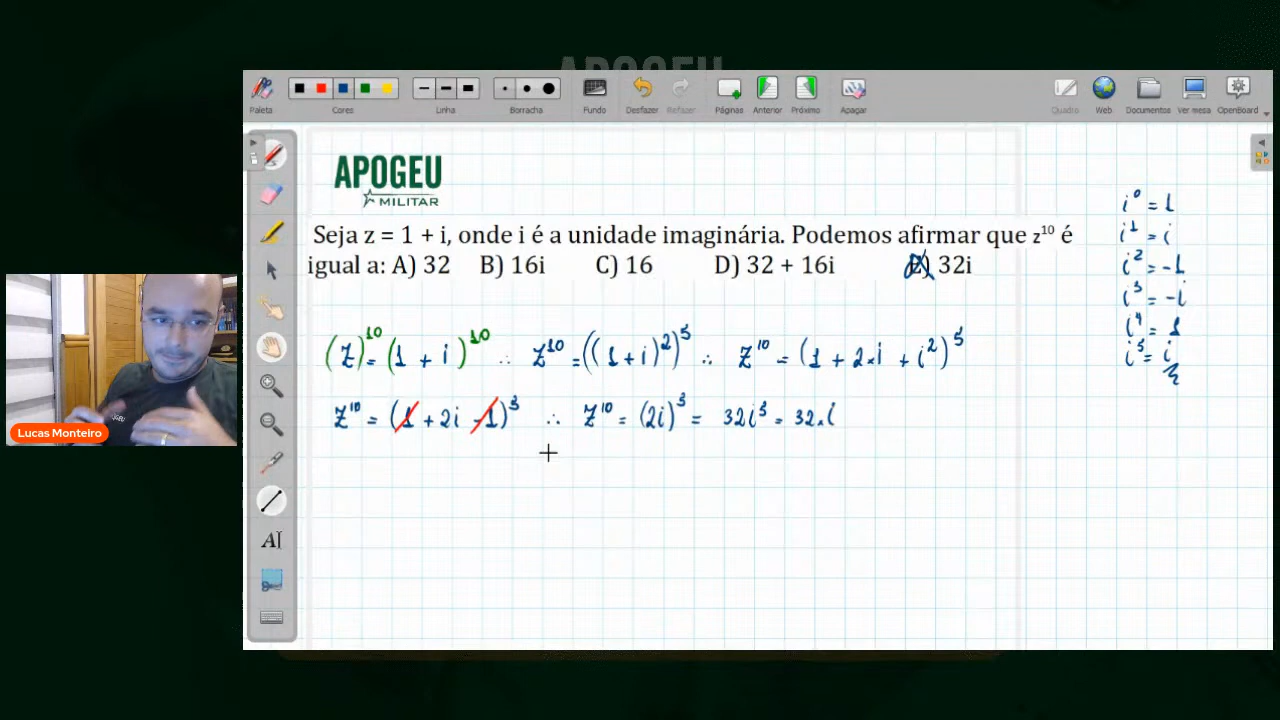 APOGEU
Paleta Cores Linha Borracha Fundo Desfazer Refazer Páginas Anterior Próximo Apagar Quadro Web Documentos Ver mesa OpenBoard
APOGEU
MILITAR
Seja z = 1 + i, onde i é a unidade imaginária. Podemos afirmar que z¹⁰ é
igual a: A) 32 B) 16i C) 16 D) 32 + 16i E) 32i
(z)¹⁰ = (1 + i)¹⁰ ∴ z¹⁰ = ((1 + i)²)⁵ ∴ z¹⁰ = (1 + 2.i + i²)⁵
z¹⁰ = (1 + 2i - 1)⁵ ∴ z¹⁰ = (2i)⁵ = 32i⁵ = 32.i
i⁰ = 1
i¹ = i
i² = -1
i³ = -i
i⁴ = 1
i⁵ = i
Lucas Monteiro
AI